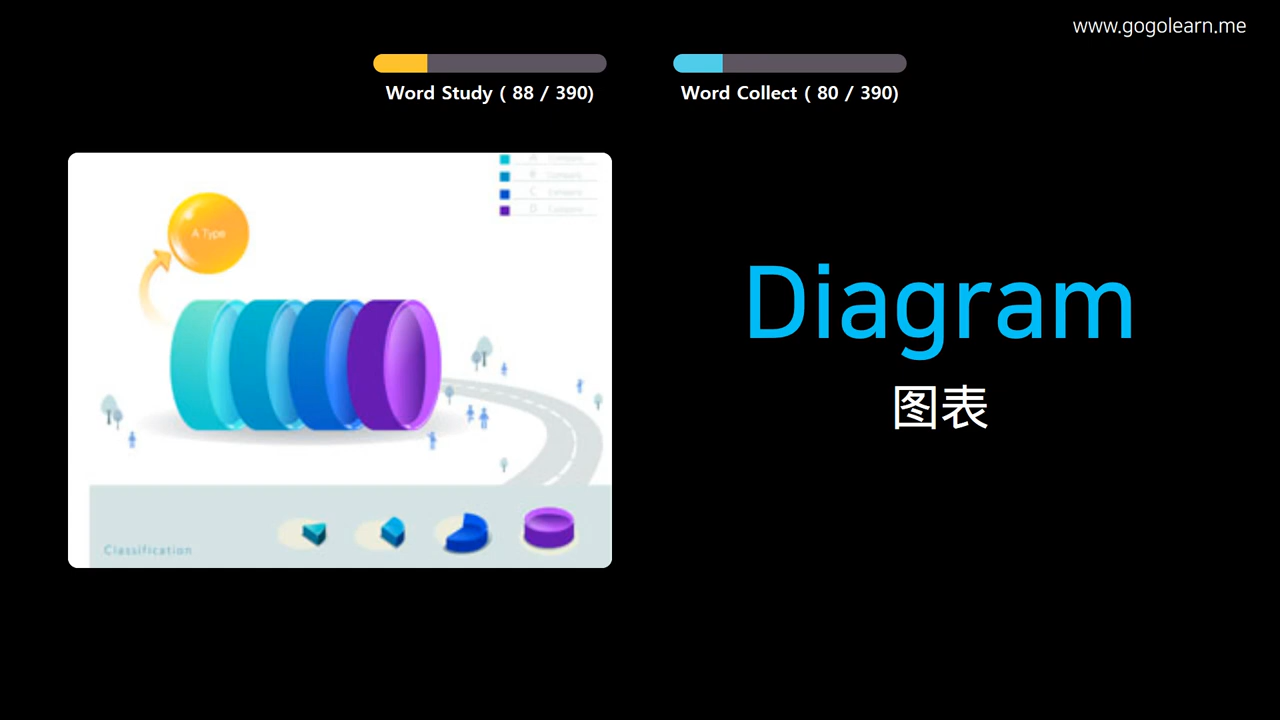 www.gogolearn.me
Word Study ( 88 / 390)
Word Collect ( 80 / 390)
A
B
C
D
A Type
Diagram
图表
Classification